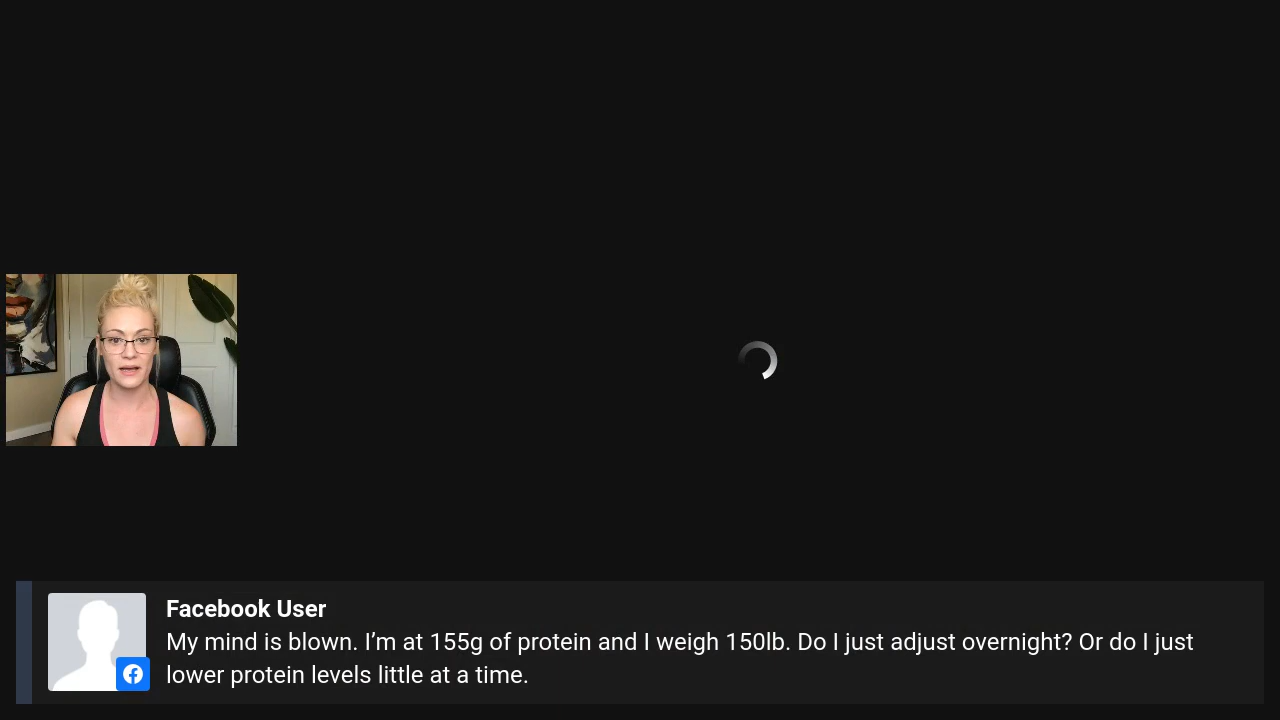 Facebook User
My mind is blown. I’m at 155g of protein and I weigh 150lb. Do I just adjust overnight? Or do I just
lower protein levels little at a time.